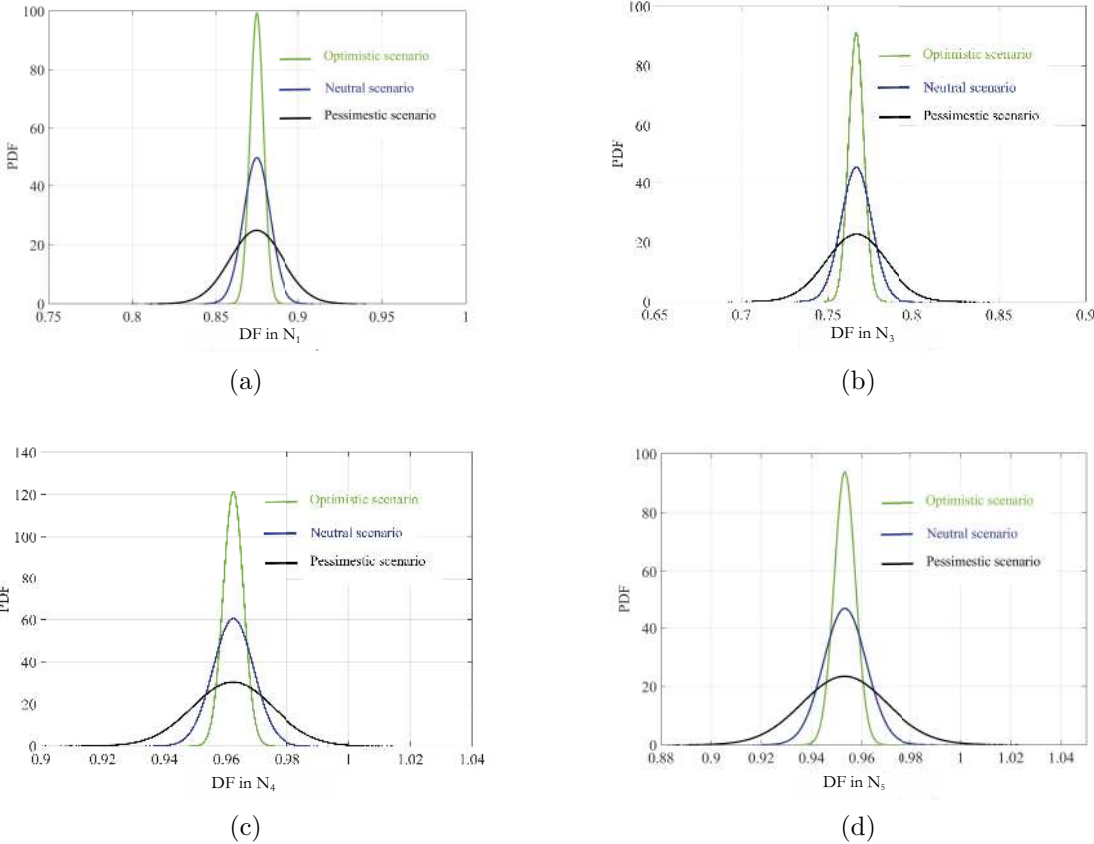 100
80
60
40
20
0
PDF
Optimistic scenario
Neutral scenario
Pessimestic scenario
0.75 0.8 0.85 0.9 0.95 1
DF in N₁
(a)
100
80
60
40
20
0
PDF
Optimistic scenario
Neutral scenario
Pessimestic scenario
0.65 0.7 0.75 0.8 0.85 0.9
DF in N₃
(b)
140
120
100
80
60
40
20
0
PDF
Optimistic scenario
Neutral scenario
Pessimestic scenario
0.9 0.92 0.94 0.96 0.98 1 1.02 1.04
DF in N₄
(c)
100
80
60
40
20
0
PDF
Optimistic scenario
Neutral scenario
Pessimestic scenario
0.88 0.9 0.92 0.94 0.96 0.98 1 1.02 1.04
DF in N₅
(d)